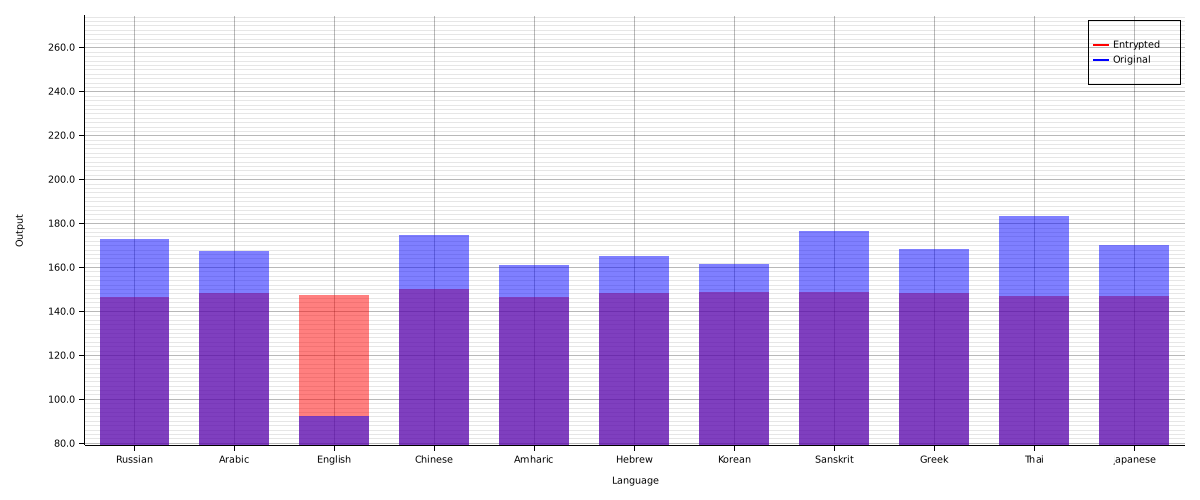 Entrypted
Original
260.0
240.0
220.0
200.0
180.0
160.0
140.0
120.0
100.0
80.0
Output
Russian Arabic English Chinese Amharic Hebrew Korean Sanskrit Greek Thai Japanese
Language